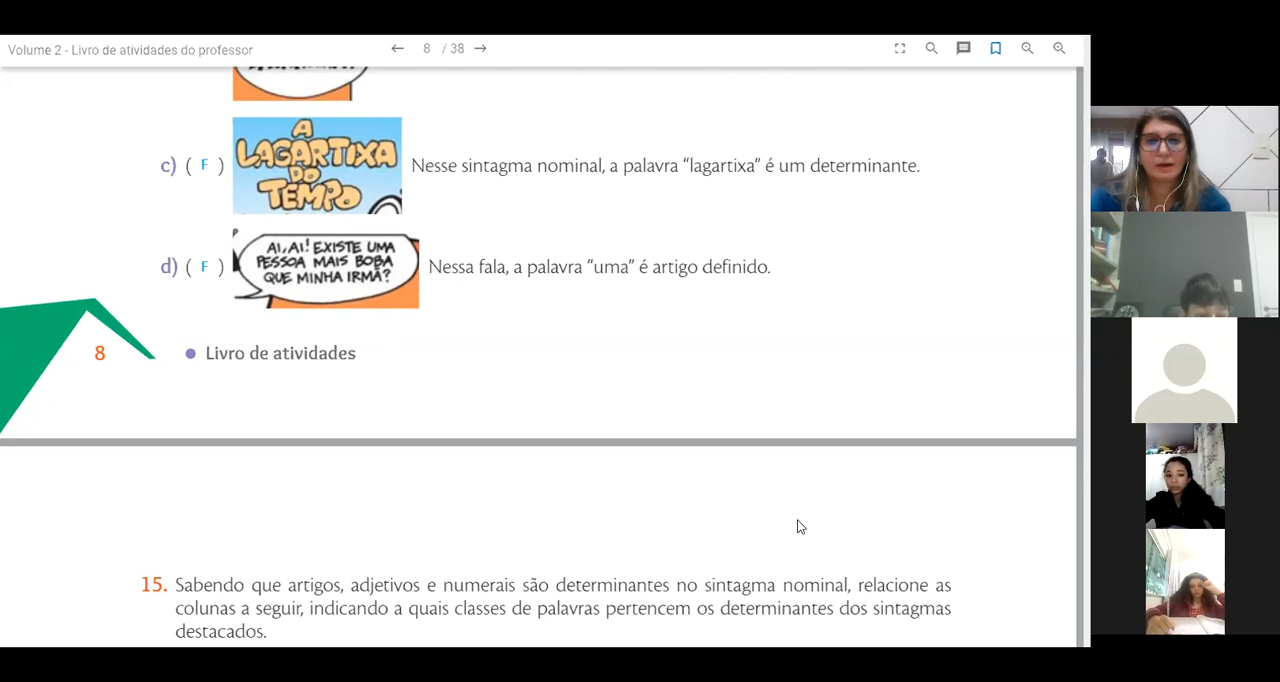 Volume 2 - Livro de atividades do professor
8 / 38
c) ( F )
A
LAGARTIXA
DO
TEMPO
Nesse sintagma nominal, a palavra “lagartixa” é um determinante.
d) ( F )
AI, AI! EXISTE UMA
PESSOA MAIS BOBA
QUE MINHA IRMÃ?
Nessa fala, a palavra “uma” é artigo definido.
8 ● Livro de atividades
15. Sabendo que artigos, adjetivos e numerais são determinantes no sintagma nominal, relacione as
colunas a seguir, indicando a quais classes de palavras pertencem os determinantes dos sintagmas
destacados.